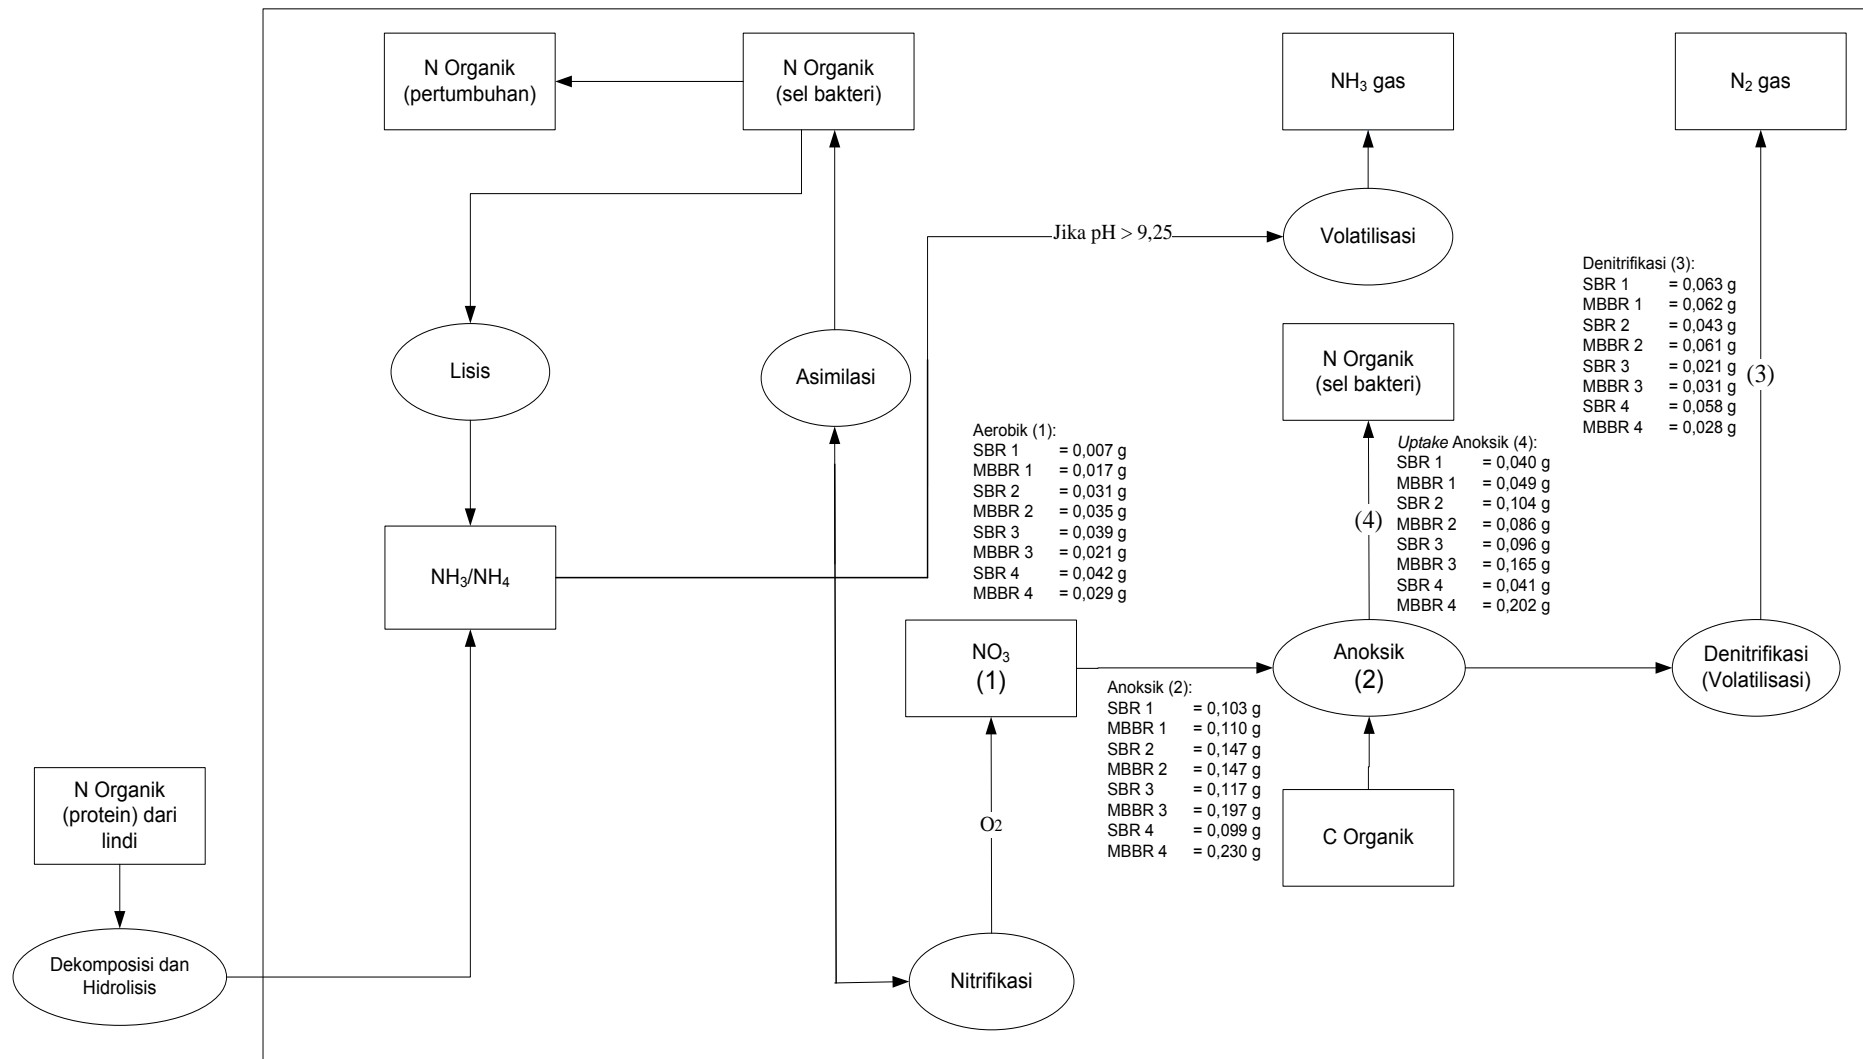 N Organik
(pertumbuhan)
N Organik
(sel bakteri)
NH₃ gas
N₂ gas
Jika pH > 9,25
Volatilisasi
Denitrifikasi (3):
SBR 1 = 0,063 g
MBBR 1 = 0,062 g
SBR 2 = 0,043 g
MBBR 2 = 0,061 g
SBR 3 = 0,021 g
MBBR 3 = 0,031 g
SBR 4 = 0,058 g
MBBR 4 = 0,028 g
(3)
Lisis
Asimilasi
N Organik
(sel bakteri)
Aerobik (1):
SBR 1 = 0,007 g
MBBR 1 = 0,017 g
SBR 2 = 0,031 g
MBBR 2 = 0,035 g
SBR 3 = 0,039 g
MBBR 3 = 0,021 g
SBR 4 = 0,042 g
MBBR 4 = 0,029 g
(4)
Uptake Anoksik (4):
SBR 1 = 0,040 g
MBBR 1 = 0,049 g
SBR 2 = 0,104 g
MBBR 2 = 0,086 g
SBR 3 = 0,096 g
MBBR 3 = 0,165 g
SBR 4 = 0,041 g
MBBR 4 = 0,202 g
NH₃/NH₄
NO₃
(1)
Anoksik
(2)
Denitrifikasi
(Volatilisasi)
Anoksik (2):
SBR 1 = 0,103 g
MBBR 1 = 0,110 g
SBR 2 = 0,147 g
MBBR 2 = 0,147 g
SBR 3 = 0,117 g
MBBR 3 = 0,197 g
SBR 4 = 0,099 g
MBBR 4 = 0,230 g
N Organik
(protein) dari
lindi
O2
C Organik
Dekomposisi dan
Hidrolisis
Nitrifikasi